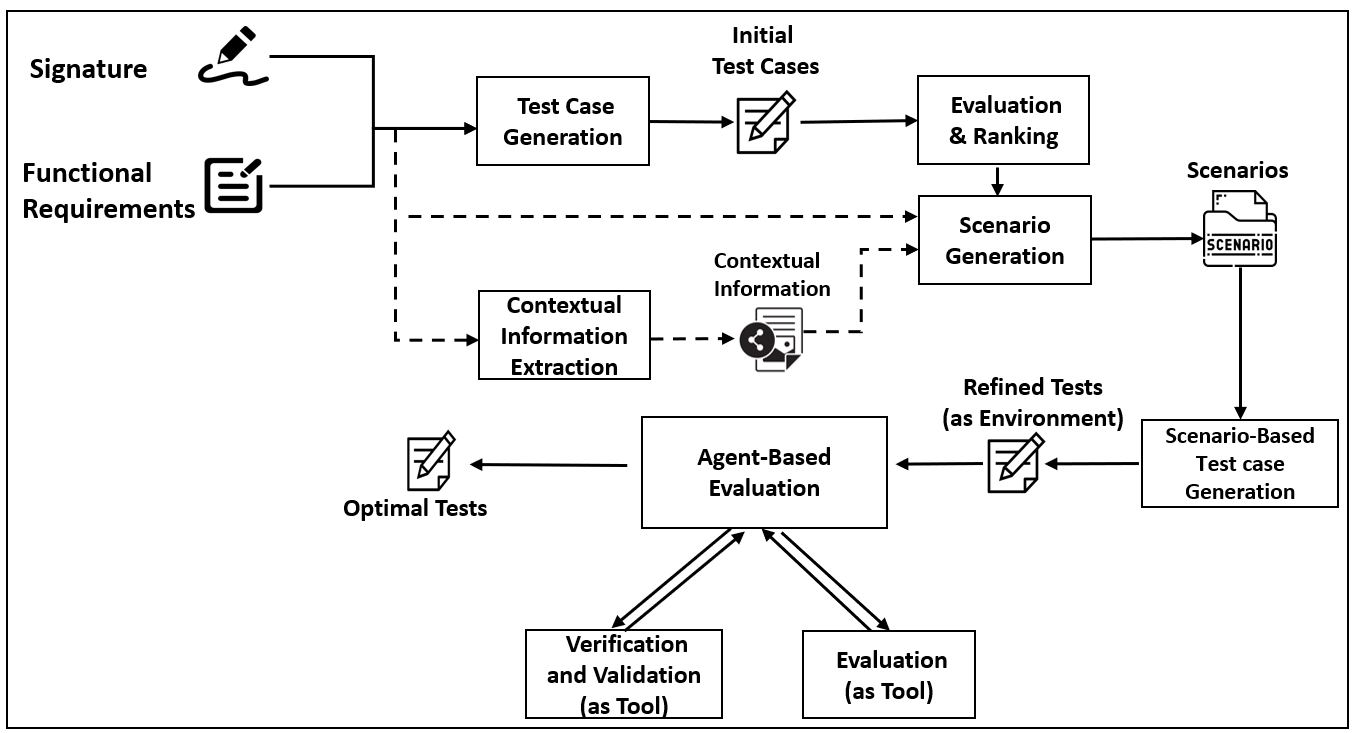 Signature
Functional
Requirements
Test Case
Generation
Initial
Test Cases
Evaluation
& Ranking
Scenario
Generation
Scenarios
SCENARIO
Contextual
Information
Extraction
Contextual
Information
Scenario-Based
Test case
Generation
Refined Tests
(as Environment)
Agent-Based
Evaluation
Optimal Tests
Verification
and Validation
(as Tool)
Evaluation
(as Tool)